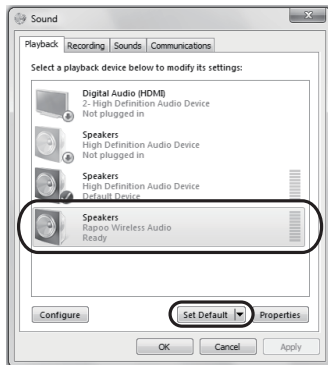 Sound
Playback Recording Sounds Communications
Select a playback device below to modify its settings:
Digital Audio (HDMI)
2- High Definition Audio Device
Not plugged in
Speakers
High Definition Audio Device
Not plugged in
Speakers
High Definition Audio Device
Default Device
Speakers
Rapoo Wireless Audio
Ready
Configure Set Default Properties
OK Cancel Apply